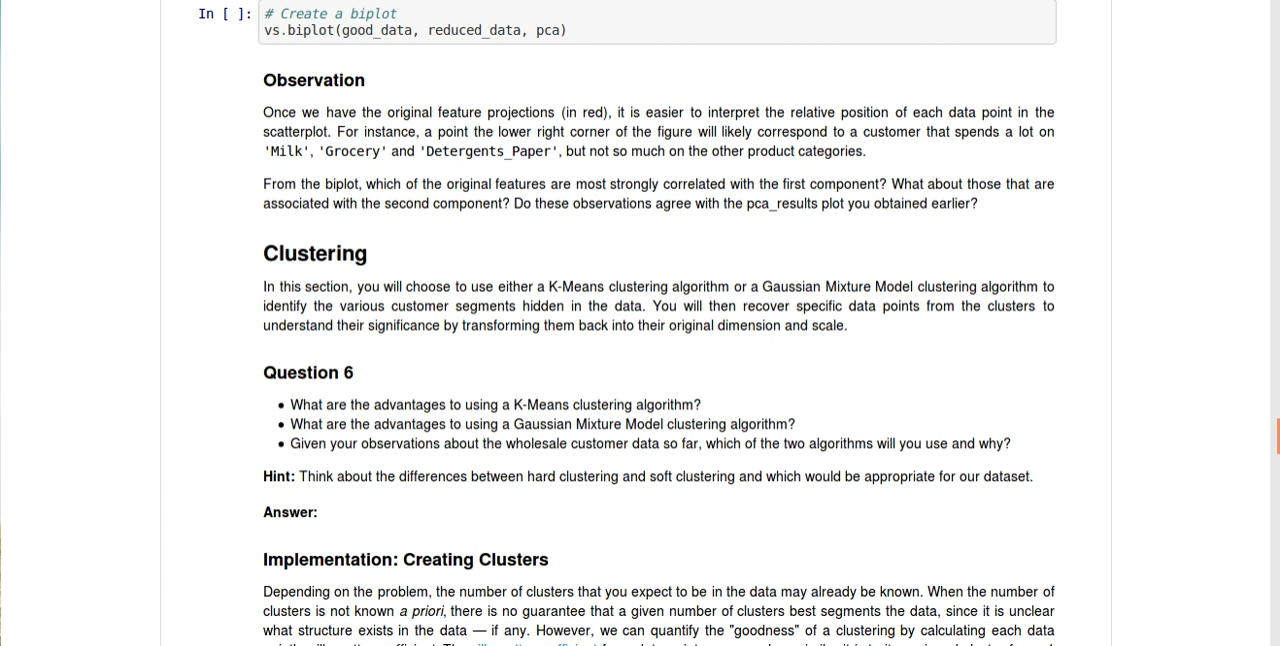 In [ ]: # Create a biplot
vs.biplot(good_data, reduced_data, pca)
Observation
Once we have the original feature projections (in red), it is easier to interpret the relative position of each data point in the
scatterplot. For instance, a point the lower right corner of the figure will likely correspond to a customer that spends a lot on
'Milk', 'Grocery' and 'Detergents_Paper', but not so much on the other product categories.
From the biplot, which of the original features are most strongly correlated with the first component? What about those that are
associated with the second component? Do these observations agree with the pca_results plot you obtained earlier?
Clustering
In this section, you will choose to use either a K-Means clustering algorithm or a Gaussian Mixture Model clustering algorithm to
identify the various customer segments hidden in the data. You will then recover specific data points from the clusters to
understand their significance by transforming them back into their original dimension and scale.
Question 6
• What are the advantages to using a K-Means clustering algorithm?
• What are the advantages to using a Gaussian Mixture Model clustering algorithm?
• Given your observations about the wholesale customer data so far, which of the two algorithms will you use and why?
Hint: Think about the differences between hard clustering and soft clustering and which would be appropriate for our dataset.
Answer:
Implementation: Creating Clusters
Depending on the problem, the number of clusters that you expect to be in the data may already be known. When the number of
clusters is not known a priori, there is no guarantee that a given number of clusters best segments the data, since it is unclear
what structure exists in the data — if any. However, we can quantify the "goodness" of a clustering by calculating each data